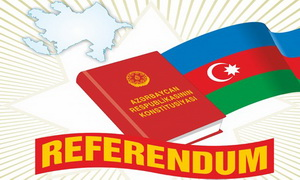 AZƏRBAYCAN
RESPUBLİKASININ
KONSTİTUSİYASI
REFERENDUM